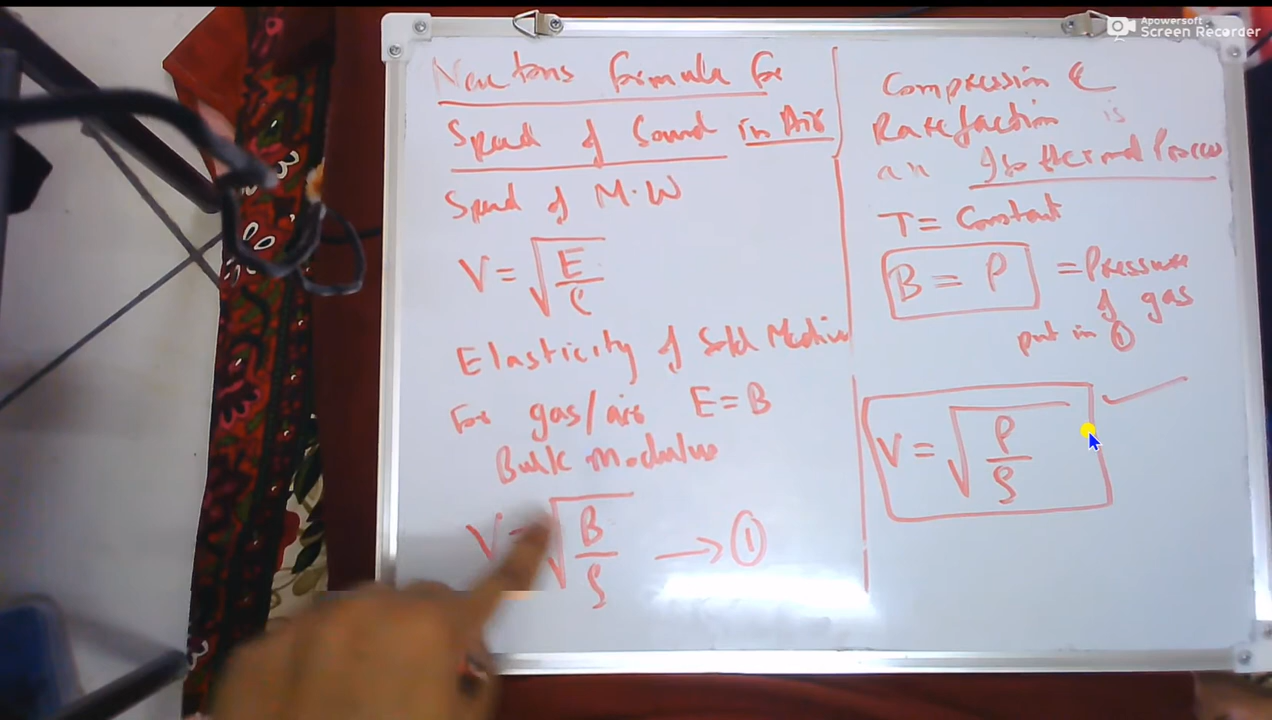 Newtons formula for
Speed of Sound in Air
Speed of M.W
V = √E/ρ
Elasticity of Solid Medium
For gas/air E = B
Bulk Modulus
V = √B/ρ → ①
Compression &
Rarefaction is
an Isothermal Process
T = Constant
B = P = Pressure
of gas
put in ①
V = √P/ρ
Apowersoft
Screen Recorder